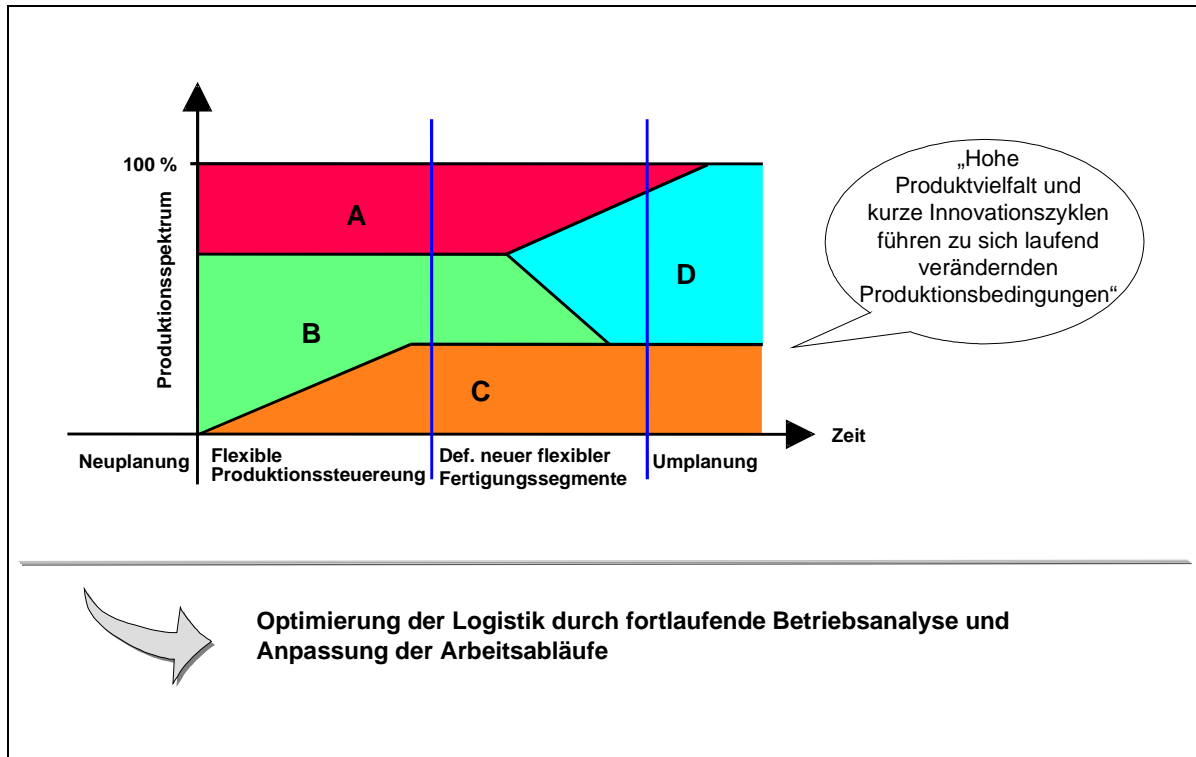 100 %
Produktionsspektrum
A
B
C
D
Zeit
Neuplanung
Flexible
Produktionssteuereung
Def. neuer flexibler
Fertigungssegmente
Umplanung
„Hohe
Produktvielfalt und
kurze Innovationszyklen
führen zu sich laufend
verändernden
Produktionsbedingungen“
Optimierung der Logistik durch fortlaufende Betriebsanalyse und
Anpassung der Arbeitsabläufe